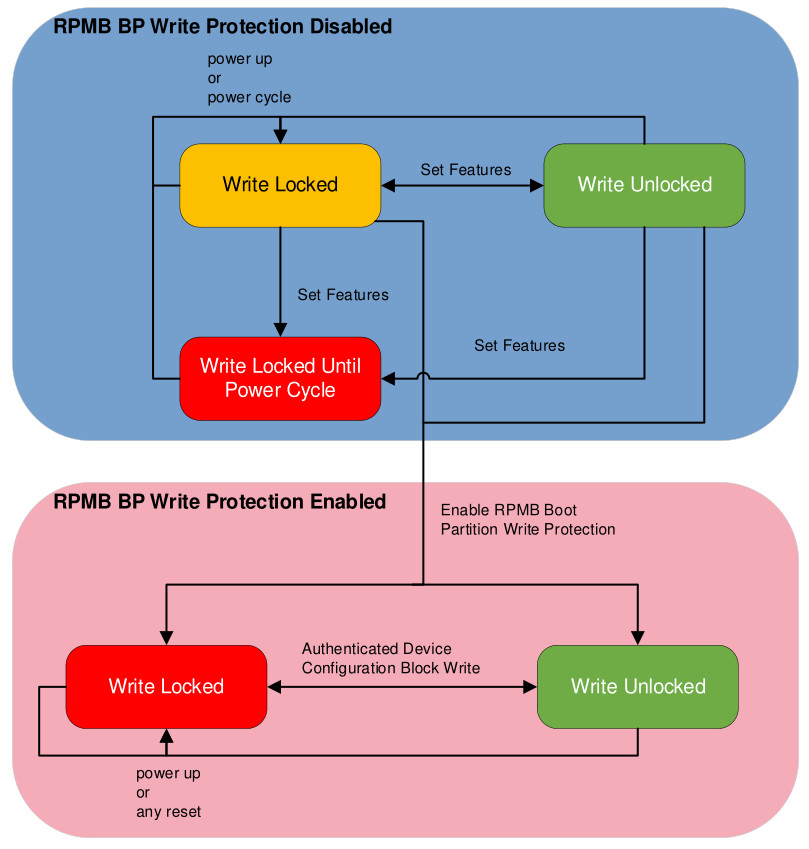 RPMB BP Write Protection Disabled
power up
or
power cycle
Write Locked
Set Features
Write Unlocked
Set Features
Set Features
Write Locked Until
Power Cycle
RPMB BP Write Protection Enabled
Enable RPMB Boot
Partition Write Protection
Authenticated Device
Configuration Block Write
Write Locked
Write Unlocked
power up
or
any reset